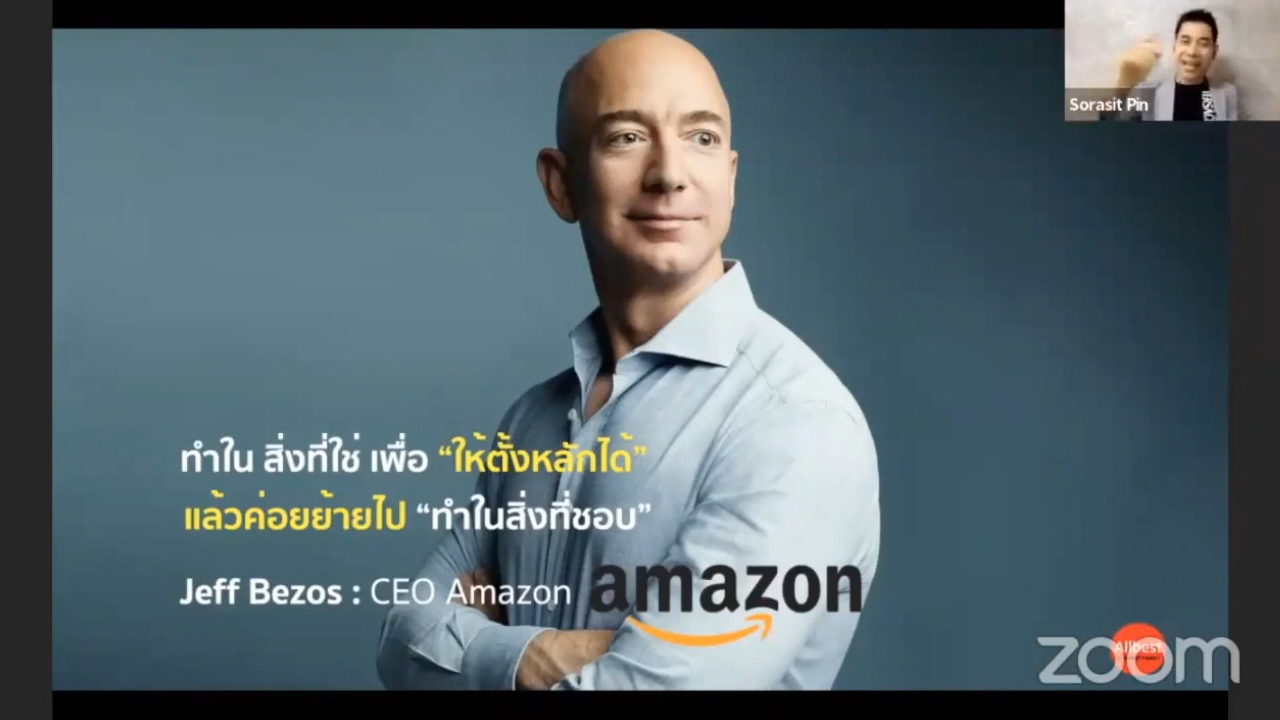 Sorasit Pin
ทำใน สิ่งที่ใช่ เพื่อ “ให้ตั้งหลักได้”
แล้วค่อยย้ายไป “ทำในสิ่งที่ชอบ”
Jeff Bezos : CEO Amazon amazon
Allbest
zoom